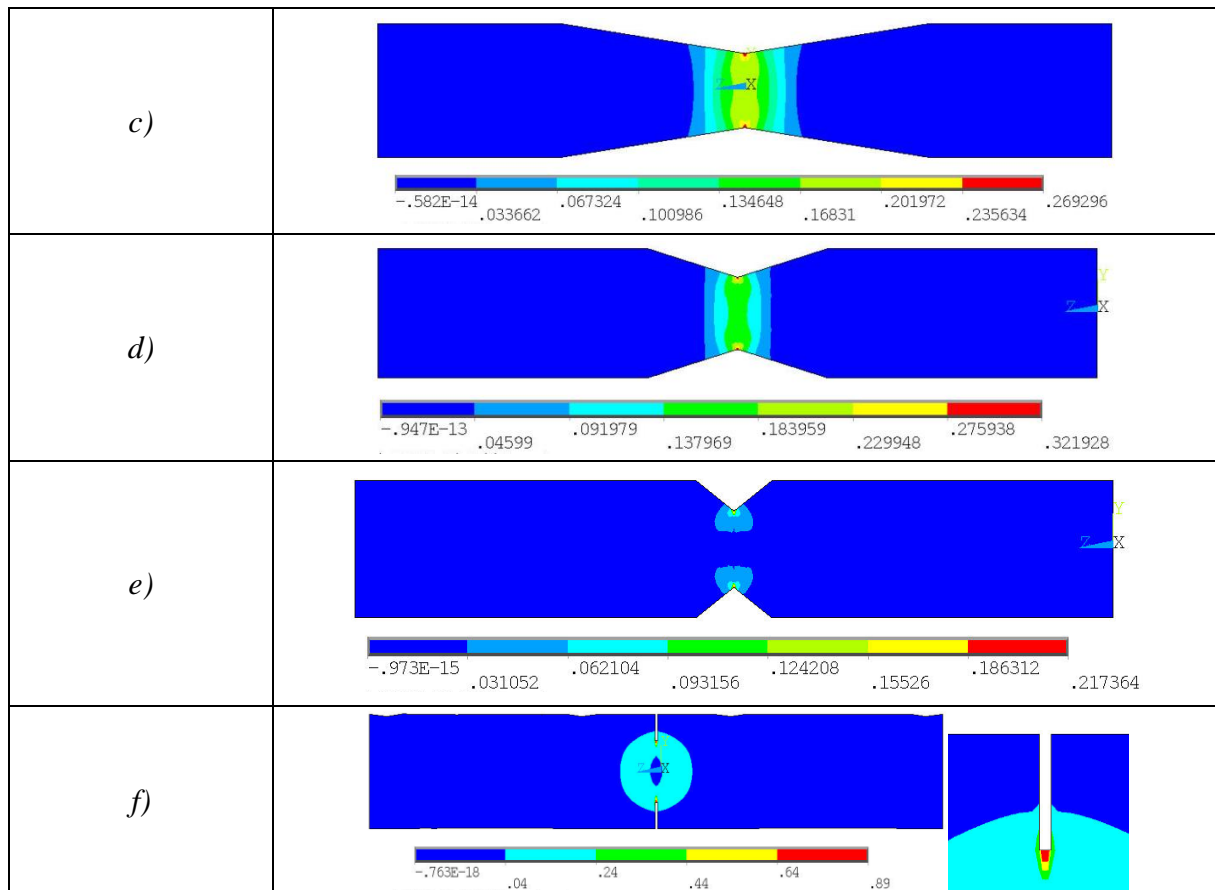 c)
Y
Z X
-.582E-14 .067324 .134648 .201972 .269296
.033662 .100986 .16831 .235634
d)
Y
Z X
-.947E-13 .091979 .183959 .275938
.04599 .137969 .229948 .321928
e)
Y
Z X
-.973E-15 .062104 .124208 .186312
.031052 .093156 .15526 .217364
f)
Y
Z X
-.763E-18 .24 .64
.04 .44 .89